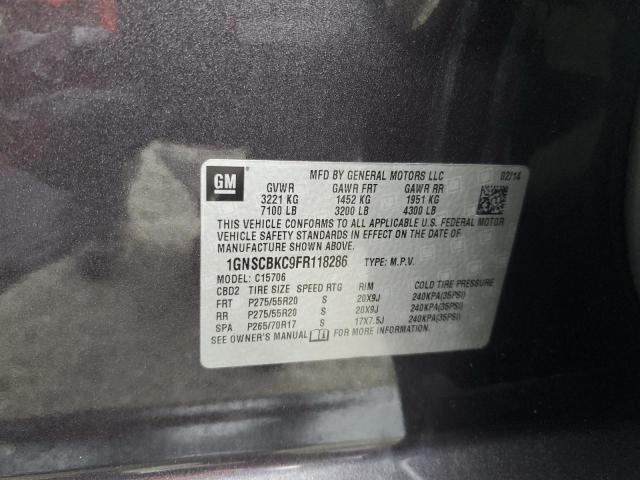 GM
MFD BY GENERAL MOTORS LLC 02/14
GVWR GAWR FRT GAWR RR
3221 KG 1452 KG 1951 KG
7100 LB 3200 LB 4300 LB
THIS VEHICLE CONFORMS TO ALL APPLICABLE U.S. FEDERAL MOTOR
VEHICLE SAFETY STANDARDS IN EFFECT ON THE DATE OF
MANUFACTURE SHOWN ABOVE.
1GNSCBKC9FR118286 TYPE: M.P.V.
MODEL: C15706
CBD2 TIRE SIZE SPEED RTG RIM COLD TIRE PRESSURE
FRT P275/55R20 S 20X9J 240KPA(35PSI)
RR P275/55R20 S 20X9J 240KPA(35PSI)
SPA P265/70R17 S 17X7.5J 240KPA(35PSI)
SEE OWNER'S MANUAL FOR MORE INFORMATION.